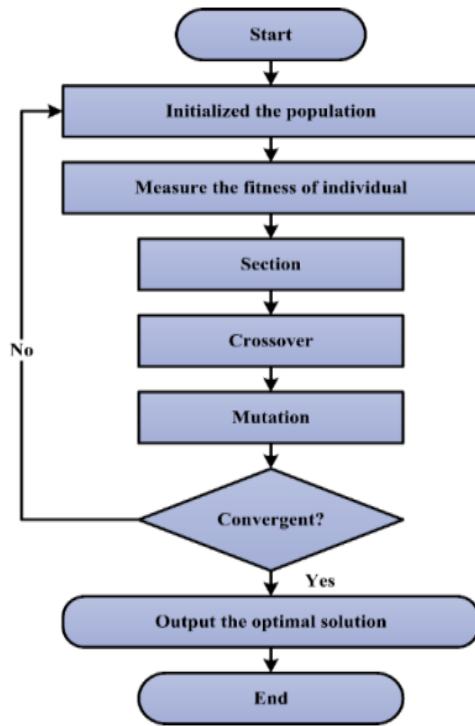 Start
Initialized the population
Measure the fitness of individual
Section
Crossover
No
Mutation
Convergent?
Yes
Output the optimal solution
End